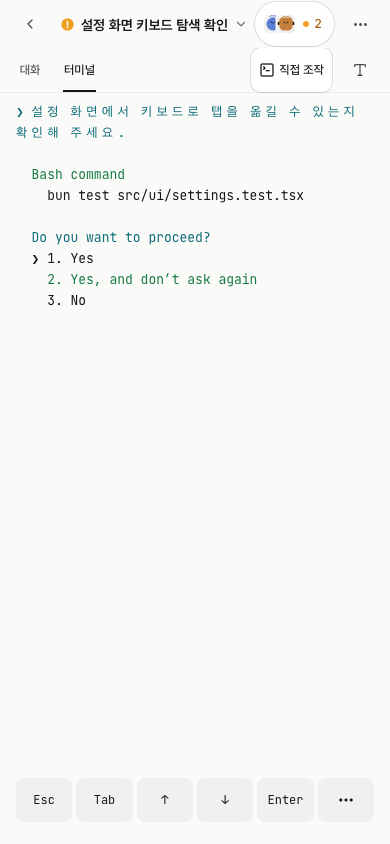 설정 화면 키보드 탐색 확인
2
대화
터미널
직접 조작
❯ 설정 화면에서 키보드로 탭을 옮길 수 있는지
확인해 주세요.
Bash command
bun test src/ui/settings.test.tsx
Do you want to proceed?
❯ 1. Yes
2. Yes, and don’t ask again
3. No
Esc
Tab
↑
↓
Enter